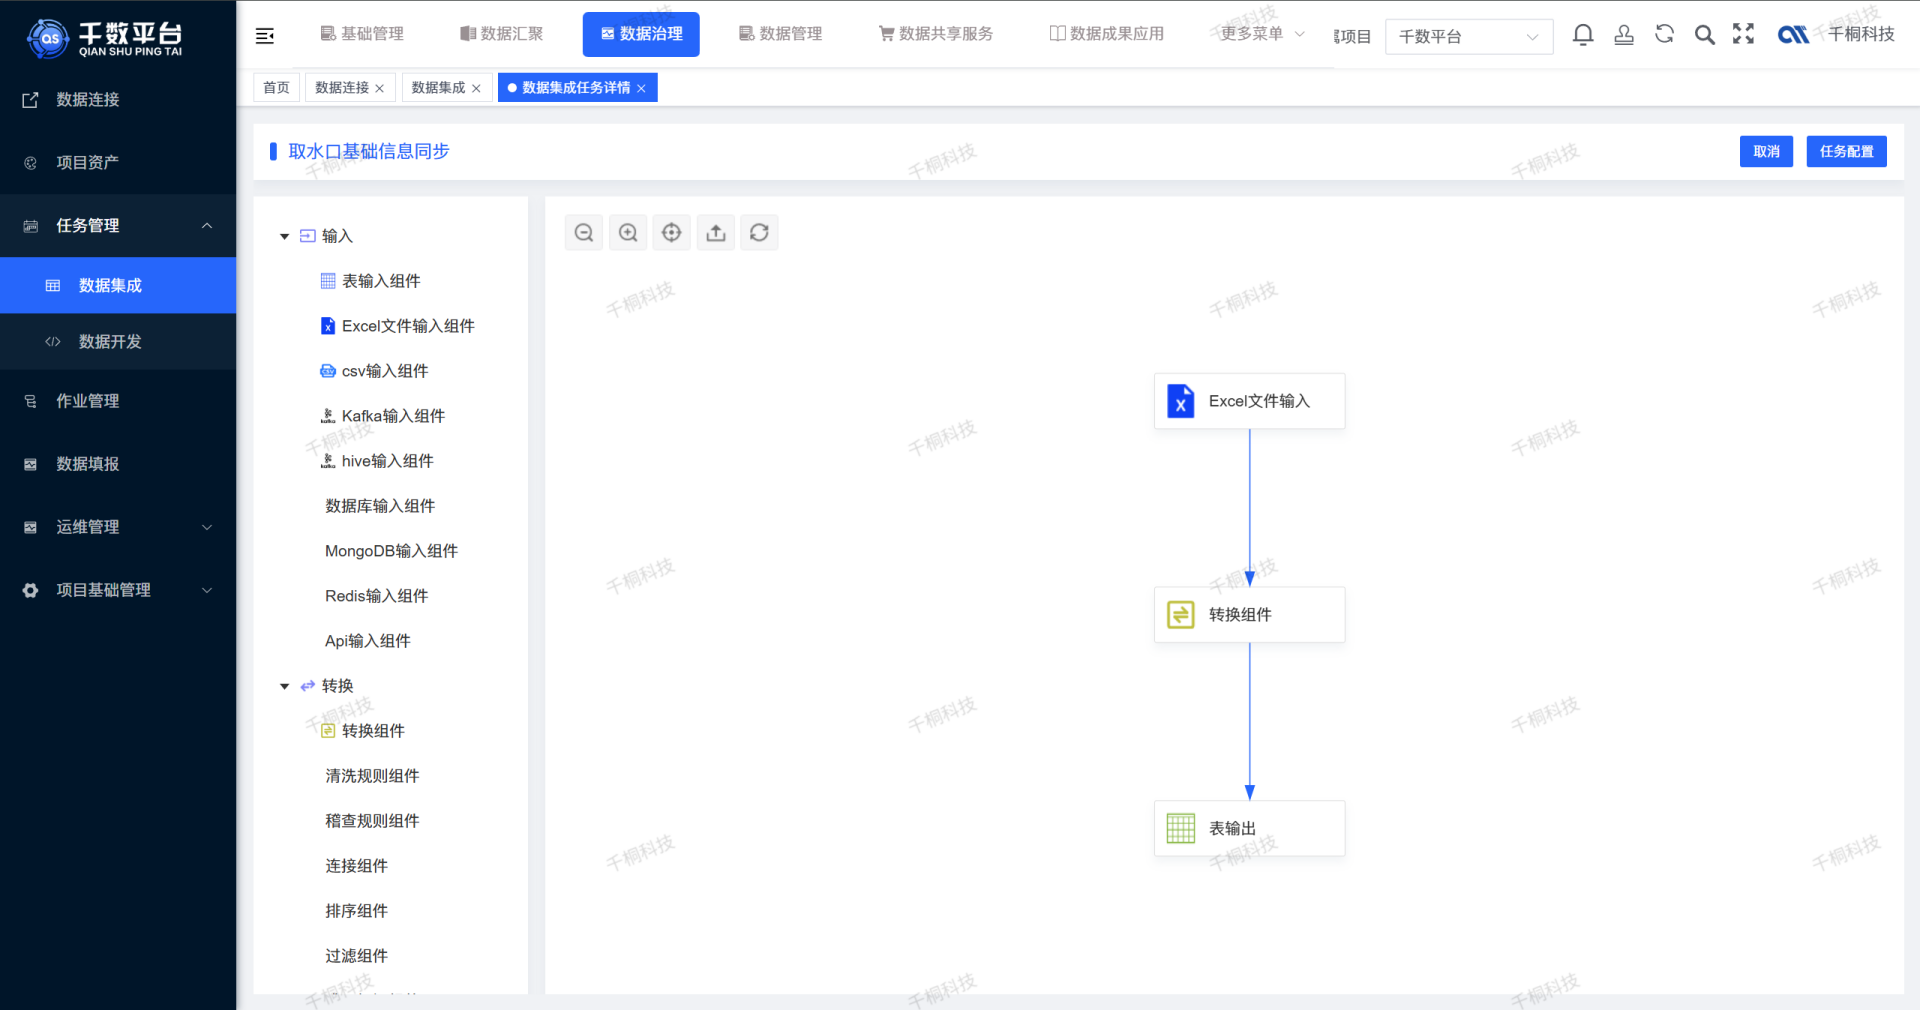 千数平台
QIAN SHU PING TAI
基础管理
数据汇聚
数据治理
数据管理
数据共享服务
数据成果应用
更多菜单
项目
千数平台
千桐科技
首页
数据连接
数据集成
数据集成任务详情
数据连接
项目资产
任务管理
数据集成
数据开发
作业管理
数据填报
运维管理
项目基础管理
取水口基础信息同步
取消
任务配置
输入
表输入组件
Excel文件输入组件
csv输入组件
Kafka输入组件
hive输入组件
数据库输入组件
MongoDB输入组件
Redis输入组件
Api输入组件
转换
转换组件
清洗规则组件
稽查规则组件
连接组件
排序组件
过滤组件
Excel文件输入
转换组件
表输出
千桐科技